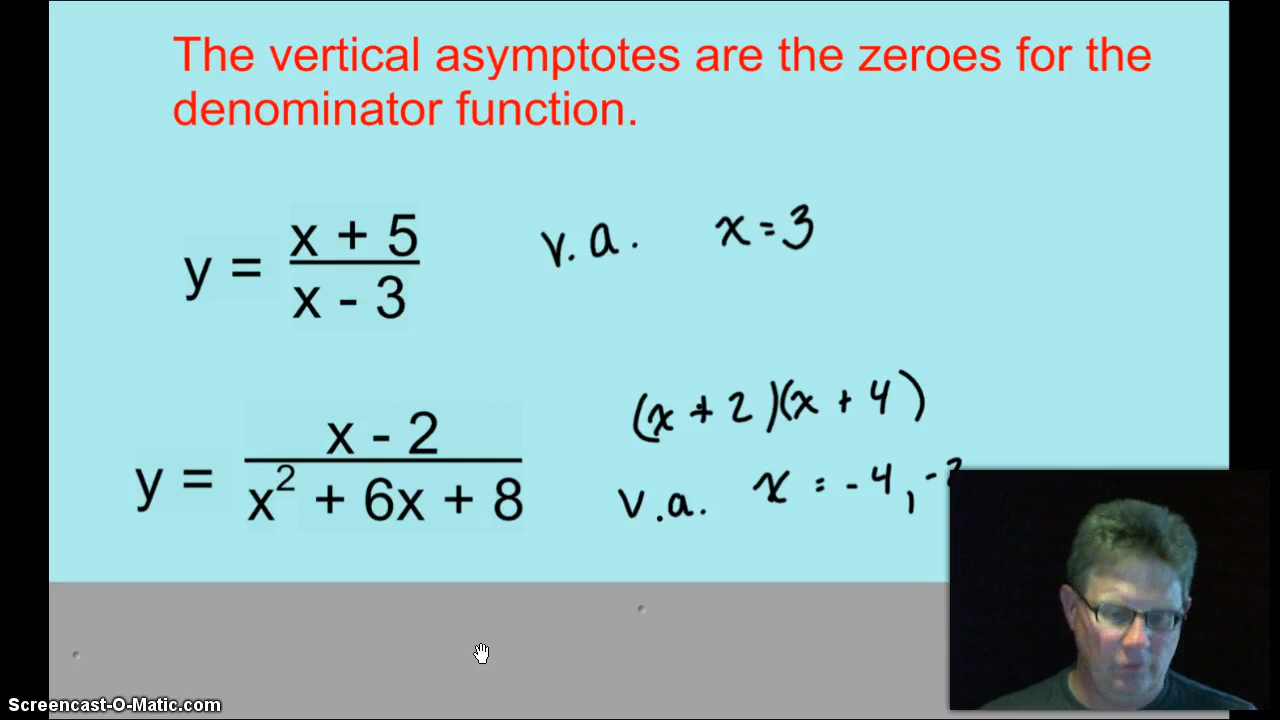 The vertical asymptotes are the zeroes for the
denominator function.
y = x + 5
x - 3
v.a. x = 3
(x + 2)(x + 4)
y = x - 2
x² + 6x + 8
v.a. x = -4, -2
Screencast-O-Matic.com